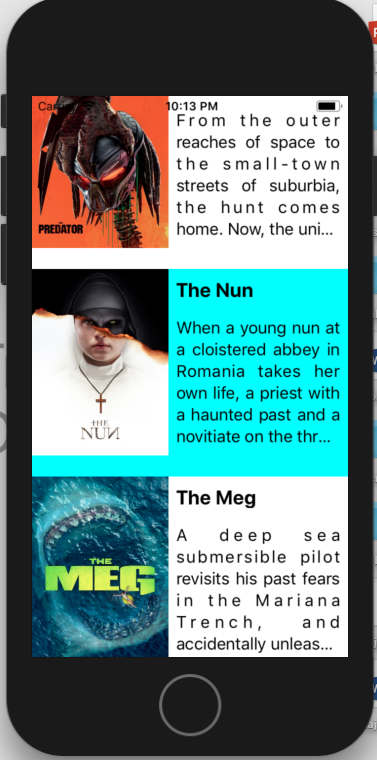 10:13 PM
From the outer
reaches of space to
the small-town
streets of suburbia,
the hunt comes
home. Now, the uni...
PREDATOR
The Nun
When a young nun at
a cloistered abbey in
Romania takes her
own life, a priest with
a haunted past and a
novitiate on the thr...
THE
NUN
The Meg
A deep sea
submersible pilot
revisits his past fears
in the Mariana
Trench, and
accidentally unleas...
THE
MEG